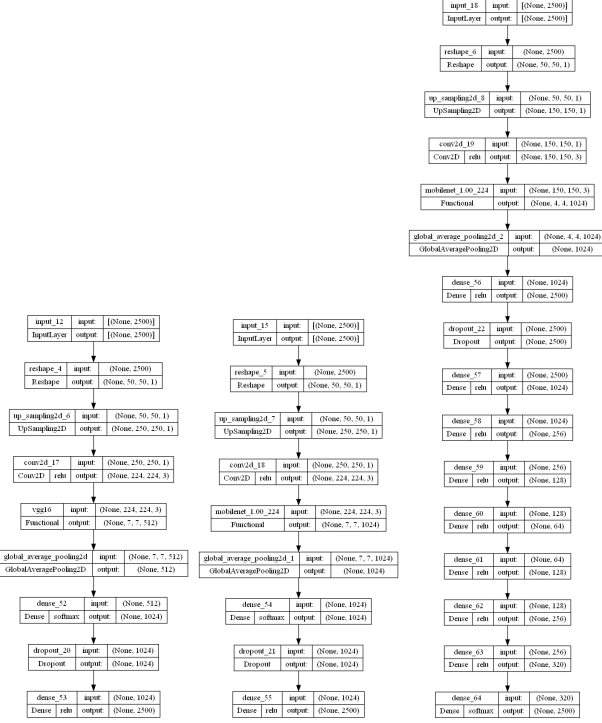 input_12 input: [(None, 2500)]
InputLayer output: [(None, 2500)]
reshape_4 input: (None, 2500)
Reshape output: (None, 50, 50, 1)
up_sampling2d_6 input: (None, 50, 50, 1)
UpSampling2D output: (None, 250, 250, 1)
conv2d_17 input: (None, 250, 250, 1)
Conv2D relu output: (None, 224, 224, 3)
vgg16 input: (None, 224, 224, 3)
Functional output: (None, 7, 7, 512)
global_average_pooling2d input: (None, 7, 7, 512)
GlobalAveragePooling2D output: (None, 512)
dense_52 input: (None, 512)
Dense softmax output: (None, 1024)
dropout_20 input: (None, 1024)
Dropout output: (None, 1024)
dense_53 input: (None, 1024)
Dense relu output: (None, 2500)
input_15 input: [(None, 2500)]
InputLayer output: [(None, 2500)]
reshape_5 input: (None, 2500)
Reshape output: (None, 50, 50, 1)
up_sampling2d_7 input: (None, 50, 50, 1)
UpSampling2D output: (None, 250, 250, 1)
conv2d_18 input: (None, 250, 250, 1)
Conv2D relu output: (None, 224, 224, 3)
mobilenet_1.00_224 input: (None, 224, 224, 3)
Functional output: (None, 7, 7, 1024)
global_average_pooling2d_1 input: (None, 7, 7, 1024)
GlobalAveragePooling2D output: (None, 1024)
dense_54 input: (None, 1024)
Dense softmax output: (None, 1024)
dropout_21 input: (None, 1024)
Dropout output: (None, 1024)
dense_55 input: (None, 1024)
Dense relu output: (None, 2500)
input_18 input: [(None, 2500)]
InputLayer output: [(None, 2500)]
reshape_6 input: (None, 2500)
Reshape output: (None, 50, 50, 1)
up_sampling2d_8 input: (None, 50, 50, 1)
UpSampling2D output: (None, 150, 150, 1)
conv2d_19 input: (None, 150, 150, 1)
Conv2D relu output: (None, 150, 150, 3)
mobilenet_1.00_224 input: (None, 150, 150, 3)
Functional output: (None, 4, 4, 1024)
global_average_pooling2d_2 input: (None, 4, 4, 1024)
GlobalAveragePooling2D output: (None, 1024)
dense_56 input: (None, 1024)
Dense relu output: (None, 2500)
dropout_22 input: (None, 2500)
Dropout output: (None, 2500)
dense_57 input: (None, 2500)
Dense relu output: (None, 1024)
dense_58 input: (None, 1024)
Dense relu output: (None, 256)
dense_59 input: (None, 256)
Dense relu output: (None, 128)
dense_60 input: (None, 128)
Dense relu output: (None, 64)
dense_61 input: (None, 64)
Dense relu output: (None, 128)
dense_62 input: (None, 128)
Dense relu output: (None, 256)
dense_63 input: (None, 256)
Dense relu output: (None, 320)
dense_64 input: (None, 320)
Dense softmax output: (None, 2500)